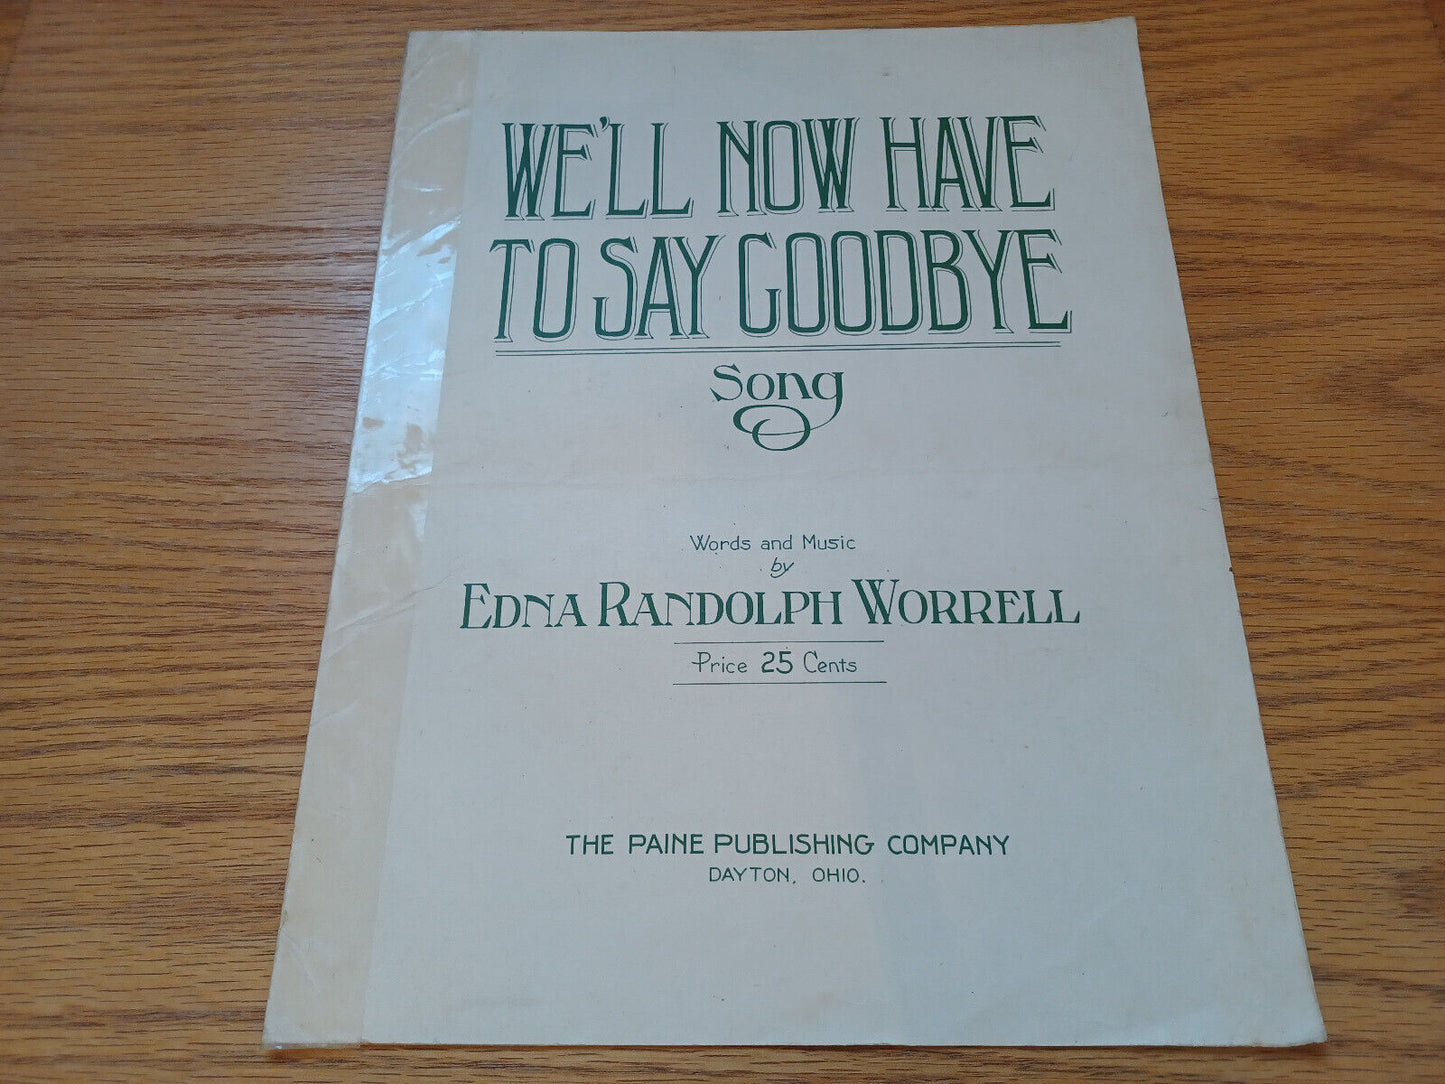 WE'LL NOW HAVE
TO SAY GOODBYE
Song
Words and Music
by
EDNA RANDOLPH WORRELL
Price 25 Cents
THE PAINE PUBLISHING COMPANY
DAYTON, OHIO.